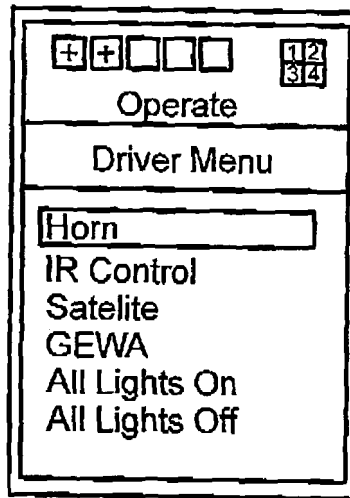 ++
12
34
Operate
Driver Menu
Horn
IR Control
Satelite
GEWA
All Lights On
All Lights Off